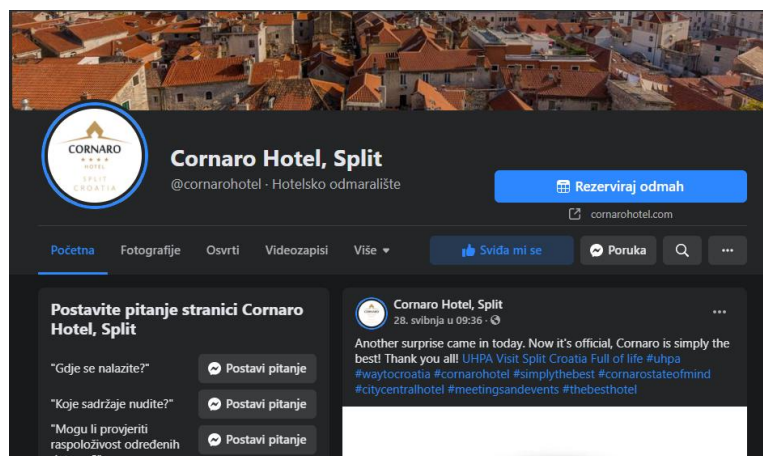 CORNARO
HOTEL
SPLIT
CROATIA
Cornaro Hotel, Split
@cornarohotel · Hotelsko odmaralište
Rezerviraj odmah
cornarohotel.com
Početna Fotografije Osvrti Videozapisi Više
Sviđa mi se Poruka ...
Postavite pitanje stranici Cornaro
Hotel, Split
"Gdje se nalazite?" Postavi pitanje
"Koje sadržaje nudite?" Postavi pitanje
"Mogu li provjeriti
raspoloživost određenih Postavi pitanje
Cornaro Hotel, Split
28. svibnja u 09:36 ·
Another surprise came in today. Now it's official, Cornaro is simply the
best! Thank you all! UHPA Visit Split Croatia Full of life #uhpa
#waytocroatia #cornarohotel #simplythebest #cornarostateofmind
#citycentralhotel #meetingsandevents #thebesthotel